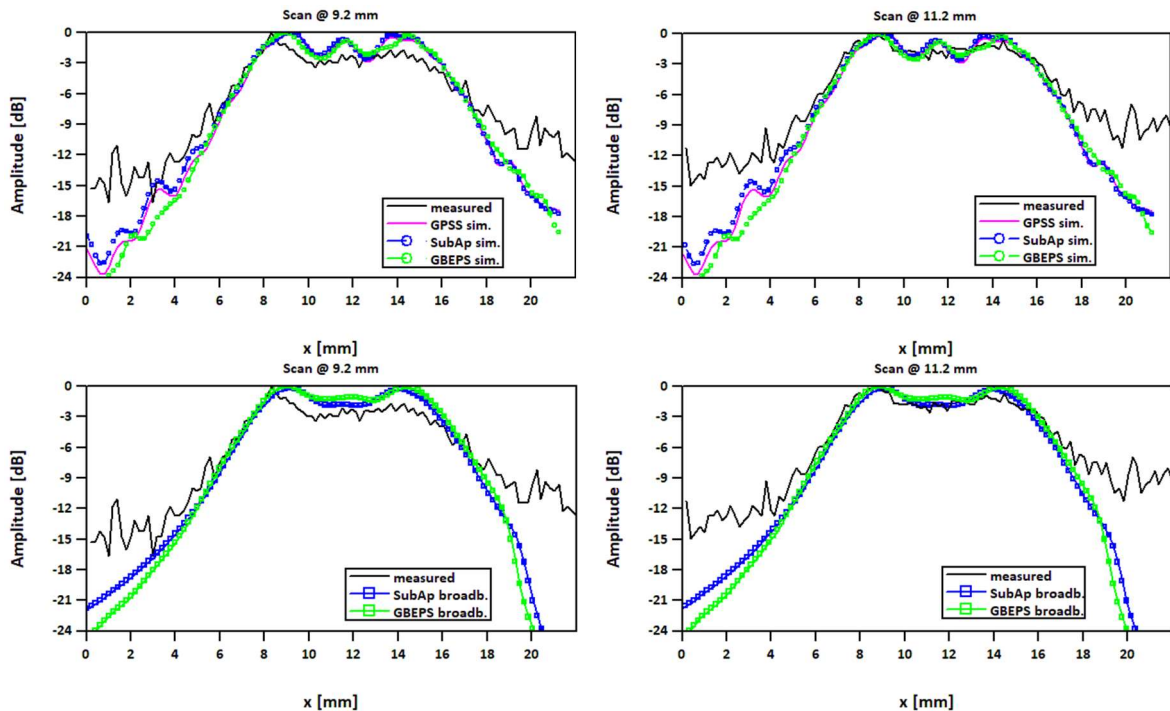 Scan @ 9.2 mm
0
-3
-6
-9
-12
-15
-18
-21
-24
Amplitude [dB]
measured
GPSS sim.
SubAp sim.
GBEPS sim.
0 2 4 6 8 10 12 14 16 18 20
x [mm]
Scan @ 11.2 mm
0
-3
-6
-9
-12
-15
-18
-21
-24
Amplitude [dB]
measured
GPSS sim.
SubAp sim.
GBEPS sim.
0 2 4 6 8 10 12 14 16 18 20
x [mm]
Scan @ 9.2 mm
0
-3
-6
-9
-12
-15
-18
-21
-24
Amplitude [dB]
measured
SubAp broadb.
GBEPS broadb.
0 2 4 6 8 10 12 14 16 18 20
x [mm]
Scan @ 11.2 mm
0
-3
-6
-9
-12
-15
-18
-21
-24
Amplitude [dB]
measured
SubAp broadb.
GBEPS broadb.
0 2 4 6 8 10 12 14 16 18 20
x [mm]